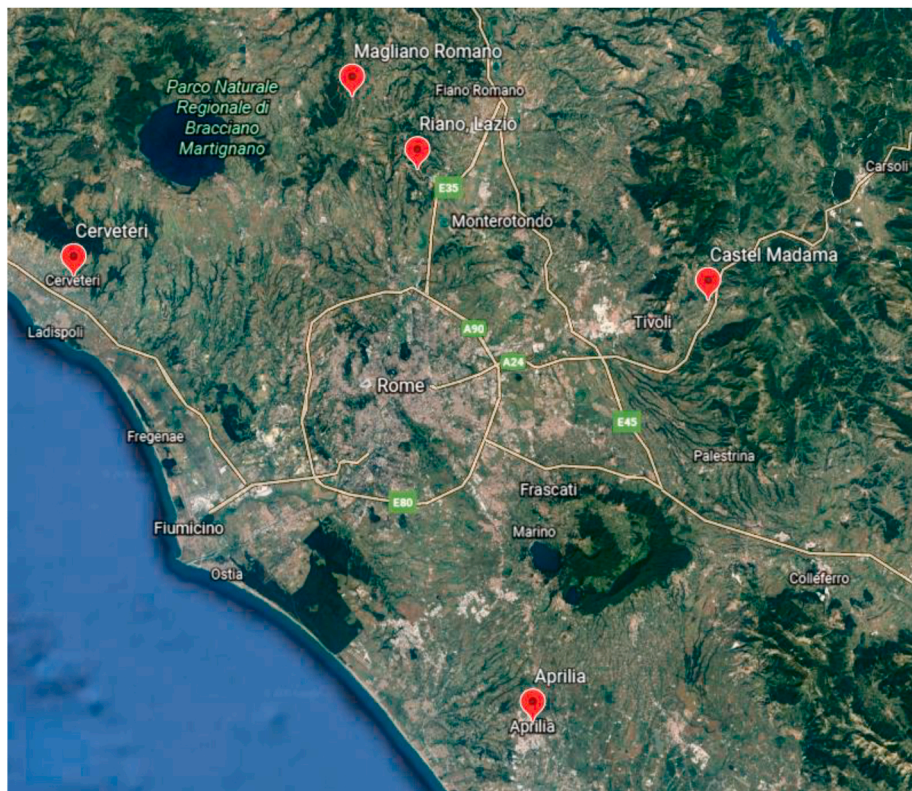 Magliano Romano
Parco Naturale
Regionale di
Bracciano
Martignano
Fiano Romano
Riano, Lazio
Carsoli
E35
Monterotondo
Cerveteri
Castel Madama
Cerveteri
Ladispoli
Tivoli
A90
A24
Rome
E45
Fregenae
Palestrina
Frascati
E80
Fiumicino
Marino
Ostia
Colleferro
Aprilia
Aprilia